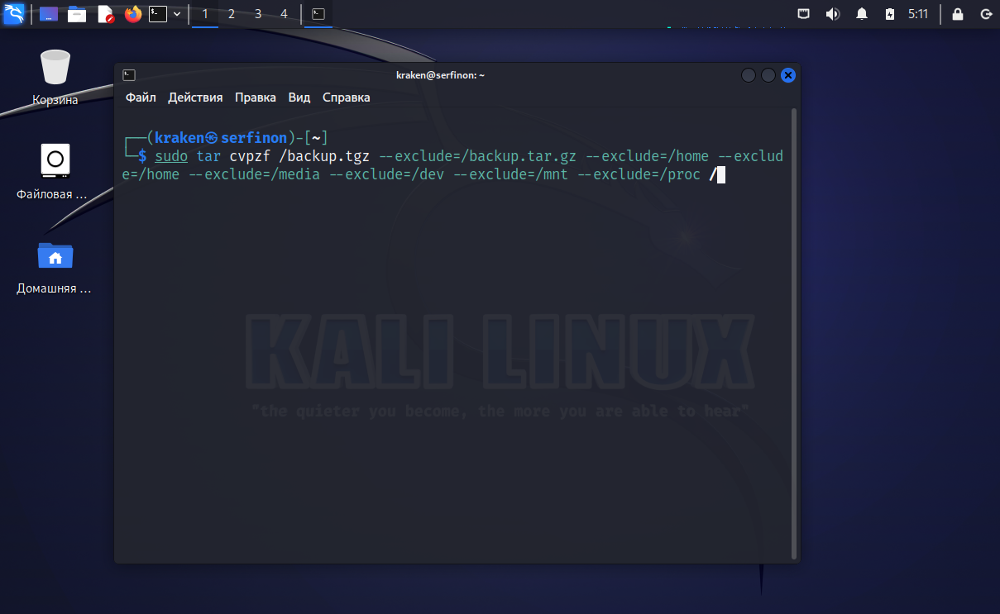 1 2 3 4
5:11
Корзина
Файловая ...
Домашняя ...
kraken@serfinon: ~
Файл Действия Правка Вид Справка
┌──(kraken㉿serfinon)-[~]
└─$ sudo tar cvpzf /backup.tgz --exclude=/backup.tar.gz --exclude=/home --exclud
e=/home --exclude=/media --exclude=/dev --exclude=/mnt --exclude=/proc /
KALI LINUX
"the quieter you become, the more you are able to hear"